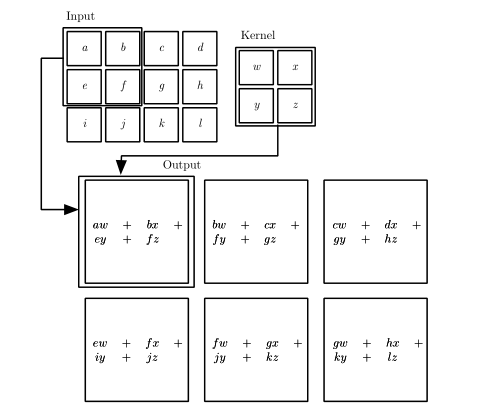 Input
Kernel
a b c d
w x
e f g h
y z
i j k l
Output
aw + bx +
ey + fz
bw + cx +
fy + gz
cw + dx +
gy + hz
ew + fx +
iy + jz
fw + gx +
jy + kz
gw + hx +
ky + lz